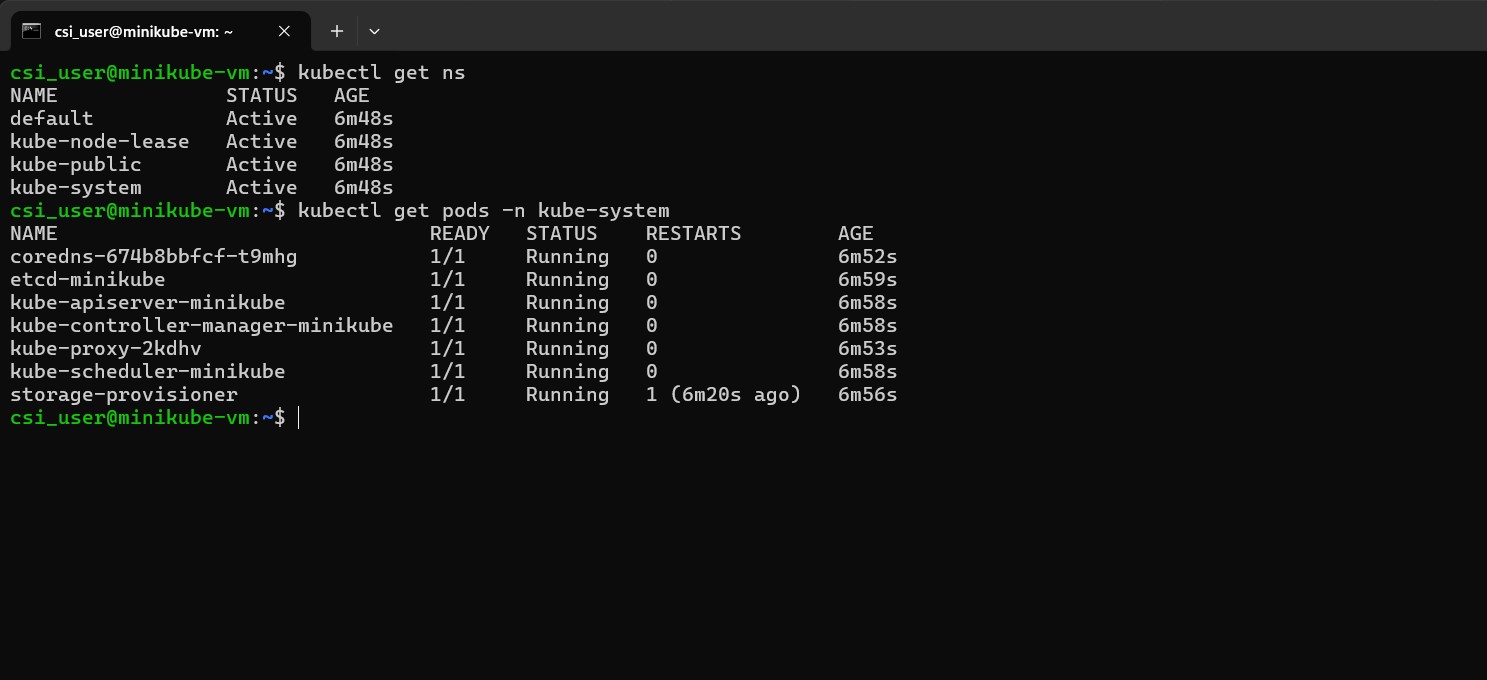 csi_user@minikube-vm: ~
csi_user@minikube-vm:~$ kubectl get ns
NAME              STATUS   AGE
default           Active   6m48s
kube-node-lease   Active   6m48s
kube-public       Active   6m48s
kube-system       Active   6m48s
csi_user@minikube-vm:~$ kubectl get pods -n kube-system
NAME                               READY   STATUS    RESTARTS        AGE
coredns-674b8bbfcf-t9mhg           1/1     Running   0               6m52s
etcd-minikube                      1/1     Running   0               6m59s
kube-apiserver-minikube            1/1     Running   0               6m58s
kube-controller-manager-minikube   1/1     Running   0               6m58s
kube-proxy-2kdhv                   1/1     Running   0               6m53s
kube-scheduler-minikube            1/1     Running   0               6m58s
storage-provisioner                1/1     Running   1 (6m20s ago)   6m56s
csi_user@minikube-vm:~$